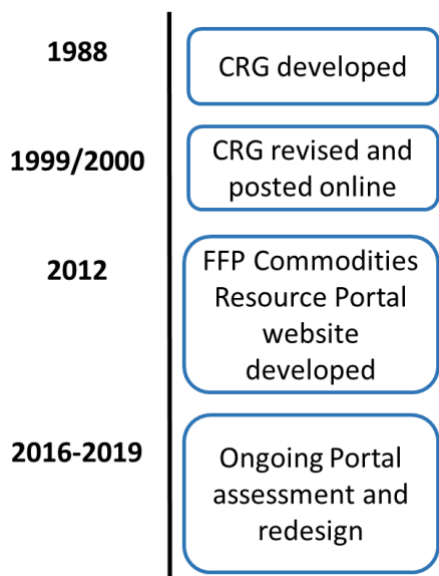 1988
CRG developed
1999/2000
CRG revised and
posted online
2012
FFP Commodities
Resource Portal
website
developed
2016-2019
Ongoing Portal
assessment and
redesign